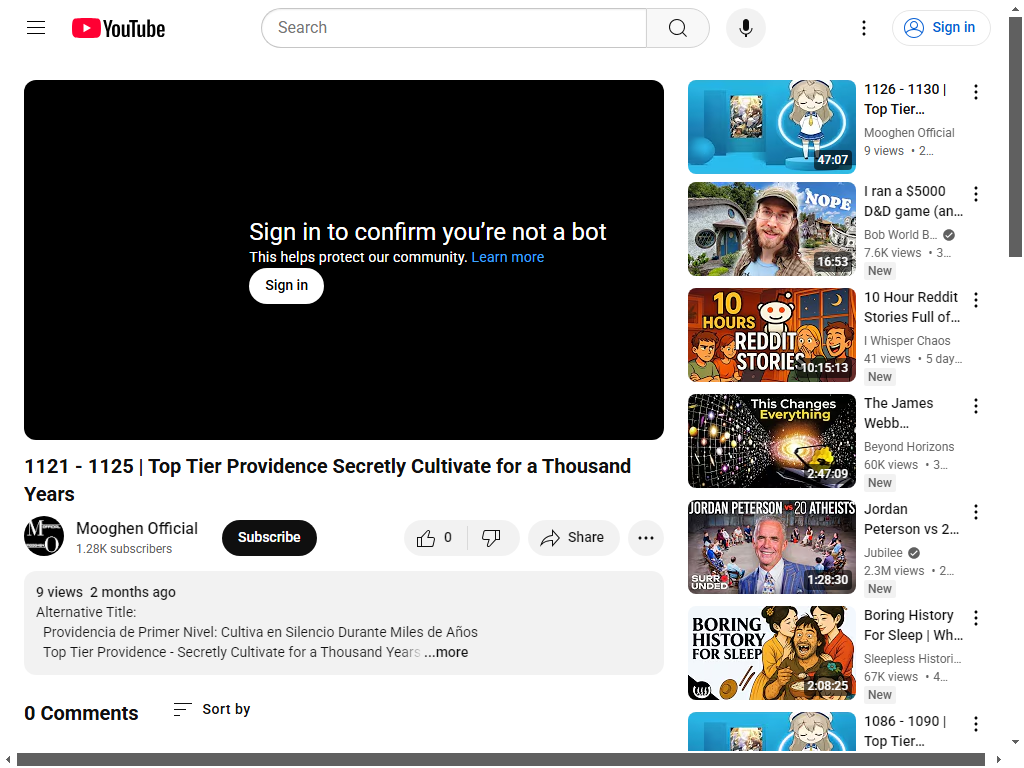 YouTube
Search
Sign in
Sign in to confirm you’re not a bot
This helps protect our community. Learn more
Sign in
1121 - 1125 | Top Tier Providence Secretly Cultivate for a Thousand
Years
Mooghen Official
1.28K subscribers
Subscribe
0
Share
9 views 2 months ago
Alternative Title:
Providencia de Primer Nivel: Cultiva en Silencio Durante Miles de Años
Top Tier Providence - Secretly Cultivate for a Thousand Years ...more
0 Comments
Sort by
47:07
1126 - 1130 |
Top Tier...
Mooghen Official
9 views • 2...
NOPE
16:53
I ran a $5000
D&D game (an...
Bob World B...
7.6K views • 3...
New
10
HOURS
REDDIT
STORIES
10:15:13
10 Hour Reddit
Stories Full of...
I Whisper Chaos
41 views • 5 day...
New
This Changes
Everything
2:47:09
The James
Webb...
Beyond Horizons
60K views • 3...
New
JORDAN PETERSON VS 20 ATHEISTS
SURR
UNDED
1:28:30
Jordan
Peterson vs 2...
Jubilee
2.3M views • 2...
New
BORING
HISTORY
FOR SLEEP
2:08:25
Boring History
For Sleep | Wh...
Sleepless Histori...
67K views • 4...
New
1086 - 1090 |
Top Tier...